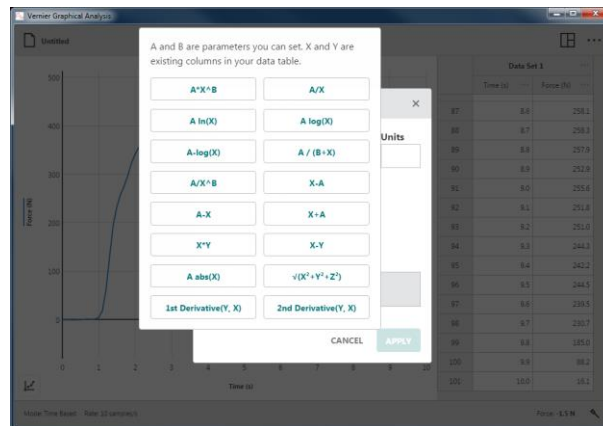 Vernier Graphical Analysis
Untitled
A and B are parameters you can set. X and Y are
existing columns in your data table.
A*X^B
A/X
A ln(X)
A log(X)
A-log(X)
A / (B+X)
A/X^B
X-A
A-X
X+A
X*Y
X-Y
A abs(X)
√(X²+Y²+Z²)
1st Derivative(Y, X)
2nd Derivative(Y, X)
Units
CANCEL
APPLY
Force (N)
500
400
300
200
100
0
0 1 2 3 4 5 6 7 8 9 10
Time (s)
Data Set 1
Time (s) Force (N)
87 8.6 258.1
88 8.7 256.3
89 8.8 257.9
90 8.9 252.9
91 9.0 255.6
92 9.1 251.8
93 9.2 251.0
94 9.3 244.3
95 9.4 242.2
96 9.5 244.5
97 9.6 239.5
98 9.7 230.7
99 9.8 185.0
100 9.9 88.2
101 10.0 16.1
Mode: Time Based Rate: 10 samples/s
Force: -1.5 N